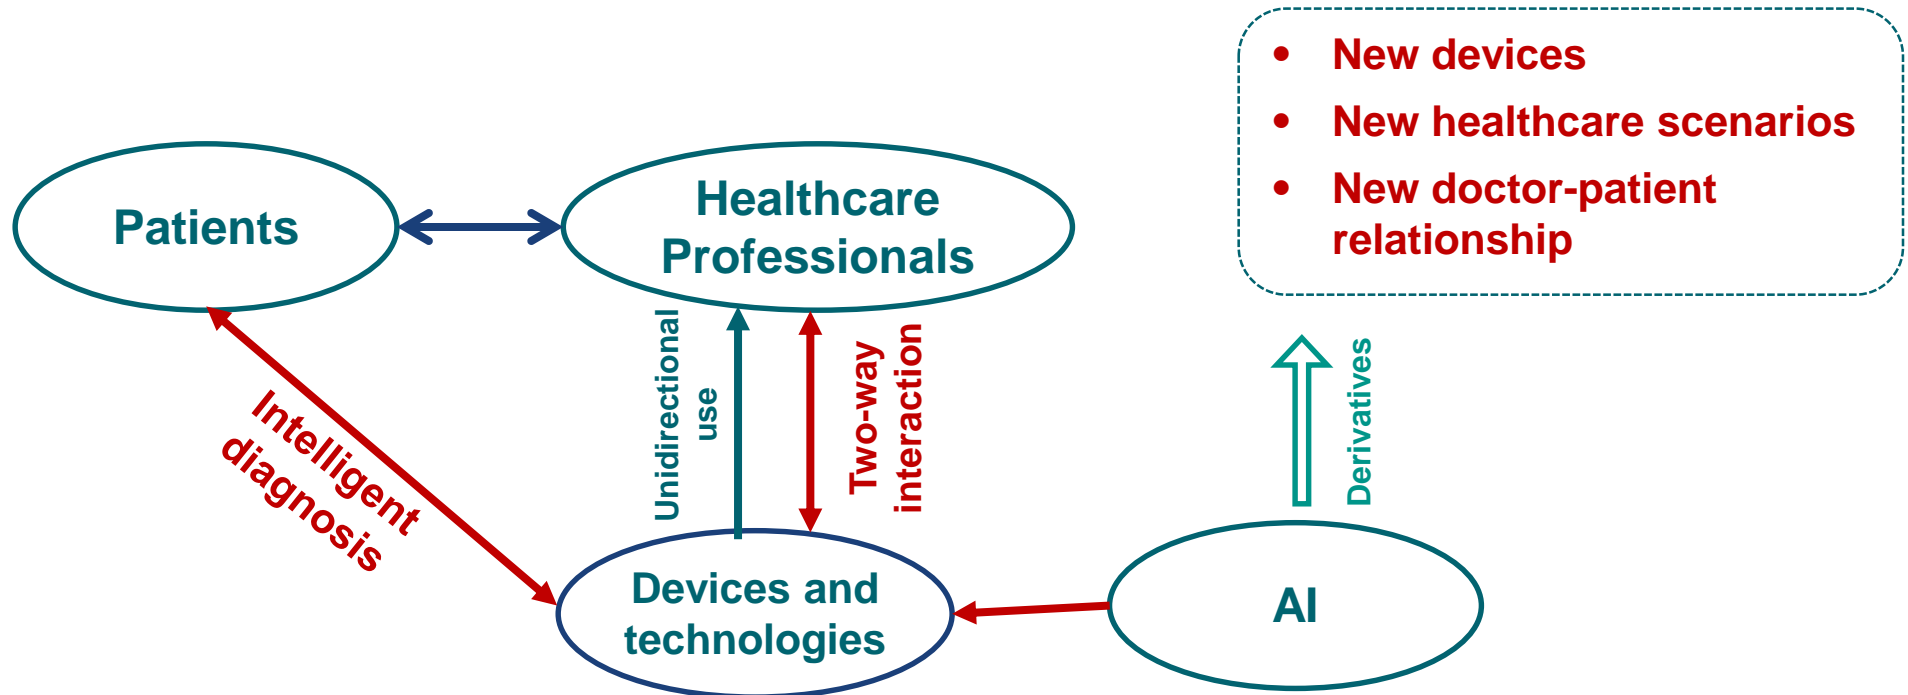 • New devices
• New healthcare scenarios
• New doctor-patient
relationship
Patients
Healthcare
Professionals
Intelligent
diagnosis
Unidirectional
use
Two-way
interaction
Derivatives
Devices and
technologies
AI